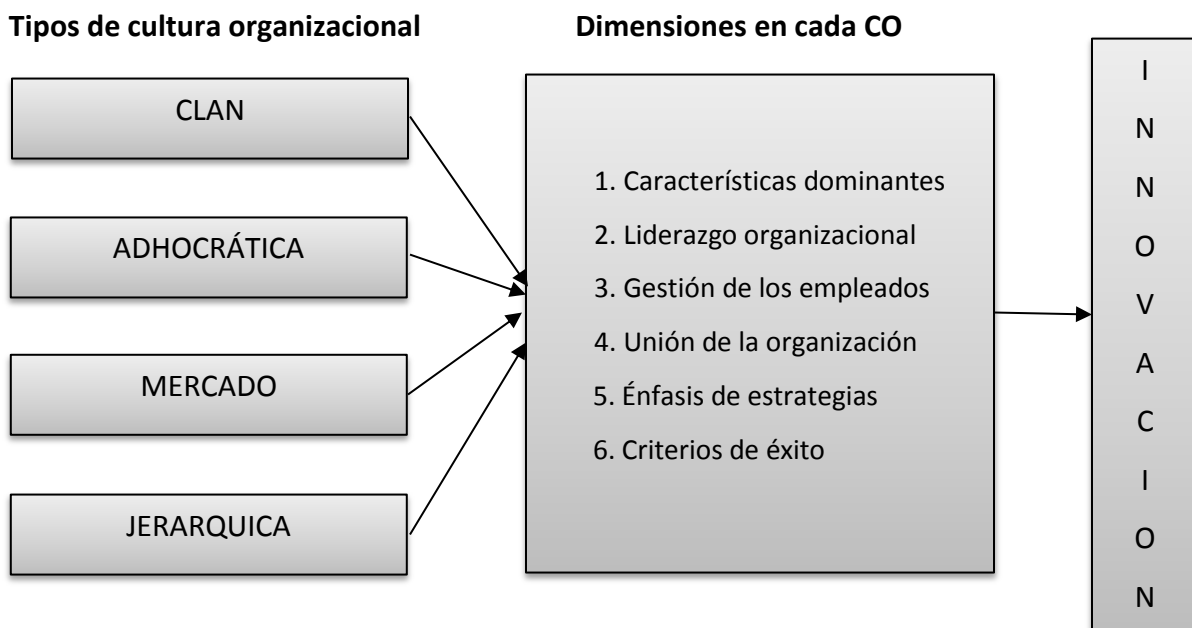 Tipos de cultura organizacional
Dimensiones en cada CO
CLAN
ADHOCRÁTICA
MERCADO
JERARQUICA
1. Características dominantes
2. Liderazgo organizacional
3. Gestión de los empleados
4. Unión de la organización
5. Énfasis de estrategias
6. Criterios de éxito
I
N
N
O
V
A
C
I
O
N